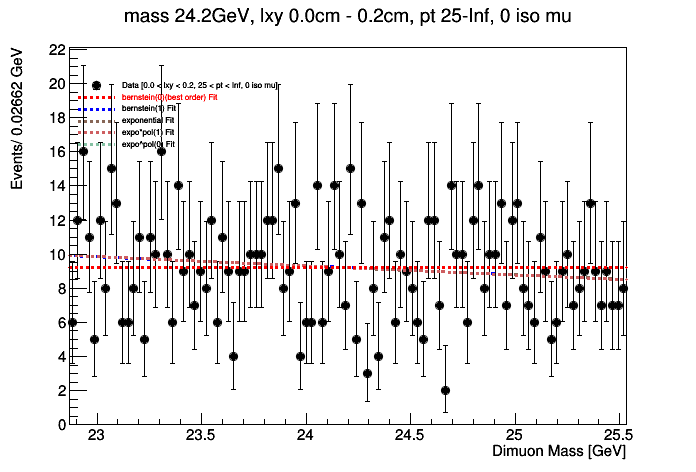 mass 24.2GeV, lxy 0.0cm - 0.2cm, pt 25-Inf, 0 iso mu
Events/ 0.02662 GeV
22
20
18
16
14
12
10
8
6
4
2
0
Data [0.0 < lxy < 0.2, 25 < pt < Inf, 0 iso mu]
bernstein(0)(best order) Fit
bernstein(1) Fit
exponential Fit
expo*pol(1) Fit
expo*pol(0) Fit
23 23.5 24 24.5 25 25.5
Dimuon Mass [GeV]